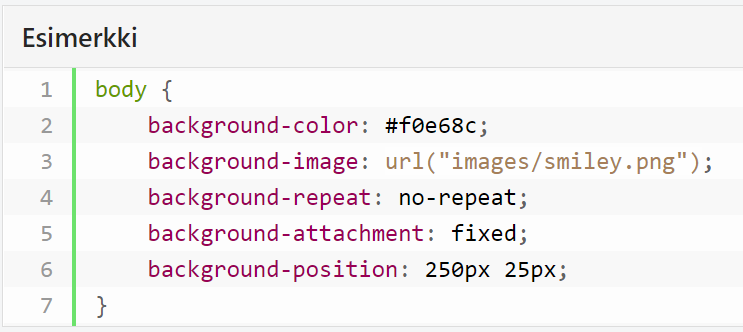 Esimerkki
1 body {
2 background-color: #f0e68c;
3 background-image: url("images/smiley.png");
4 background-repeat: no-repeat;
5 background-attachment: fixed;
6 background-position: 250px 25px;
7 }